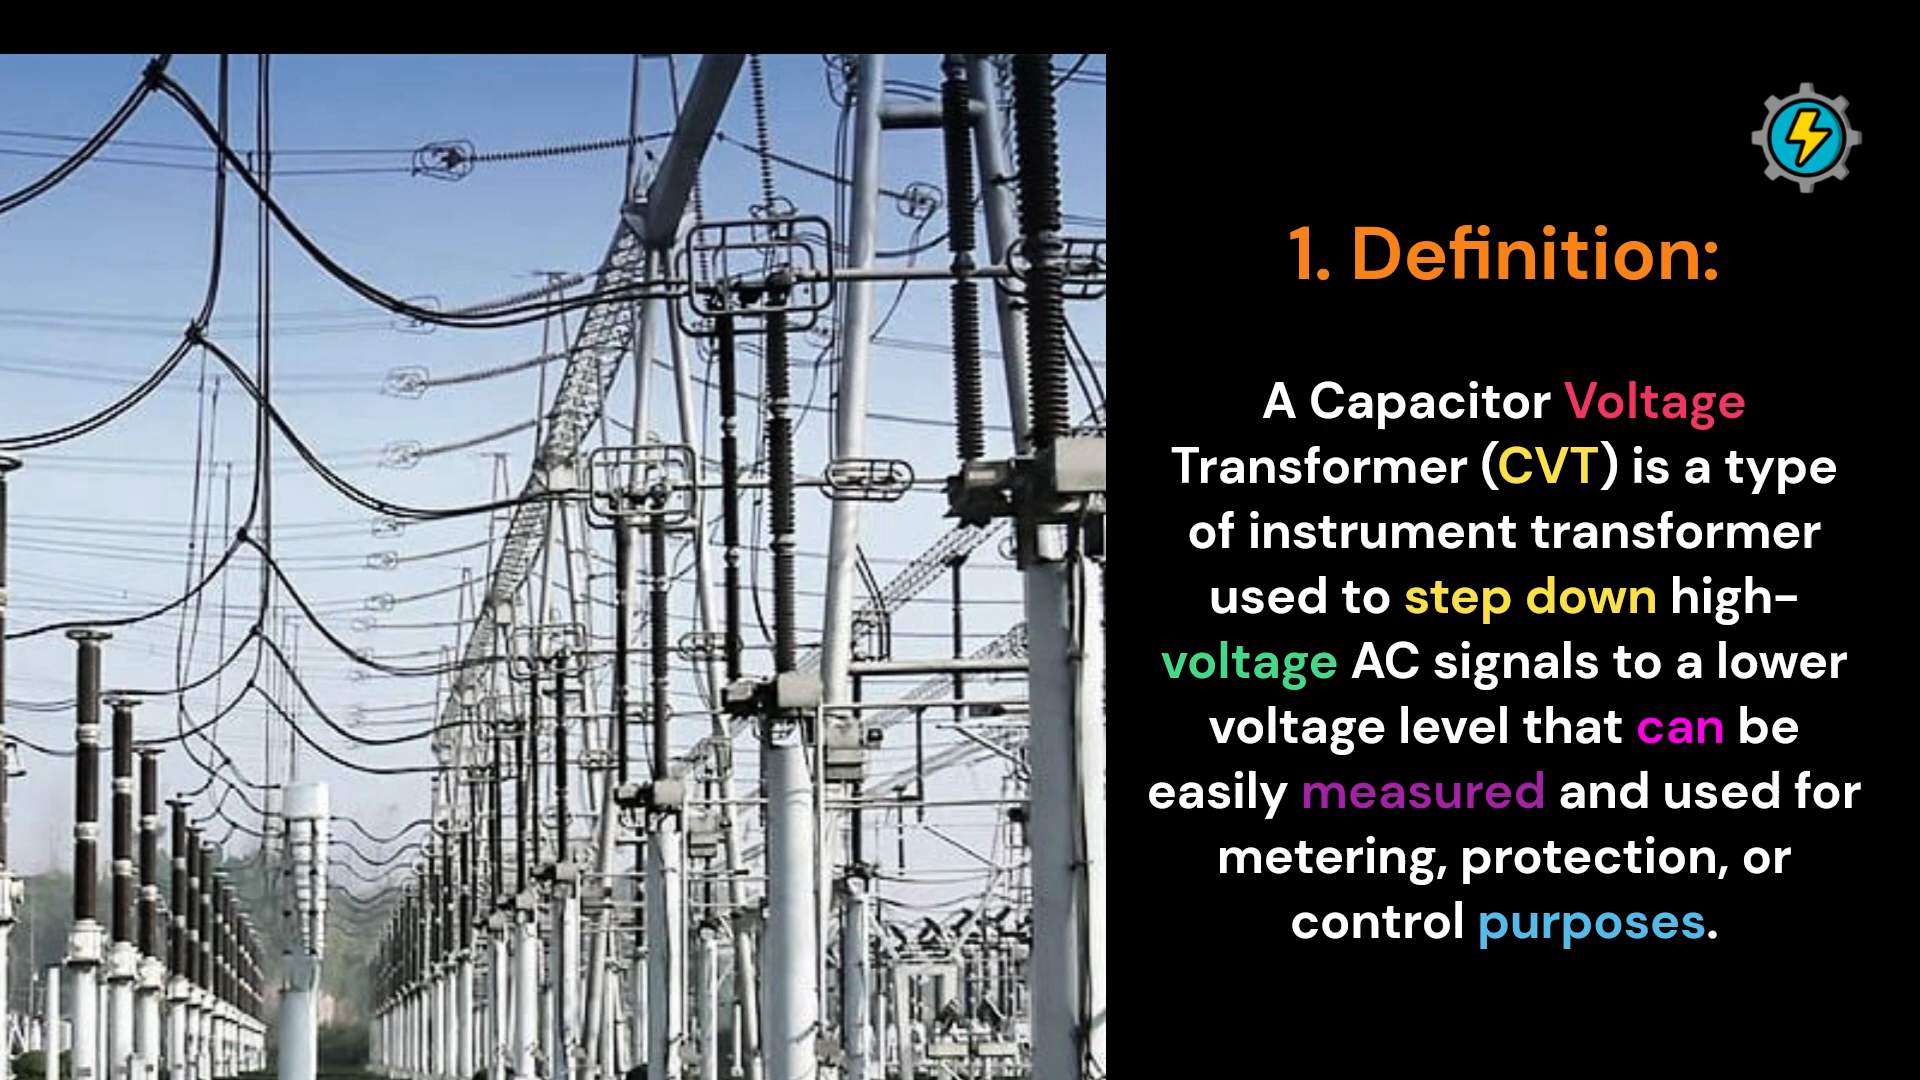 1. Definition:
A Capacitor Voltage
Transformer (CVT) is a type
of instrument transformer
used to step down high-
voltage AC signals to a lower
voltage level that can be
easily measured and used for
metering, protection, or
control purposes.